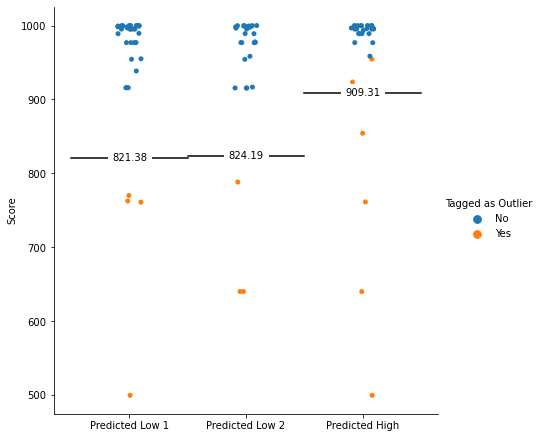 1000
900
800
700
600
500
Score
909.31
821.38
824.19
Tagged as Outlier
No
Yes
Predicted Low 1
Predicted Low 2
Predicted High